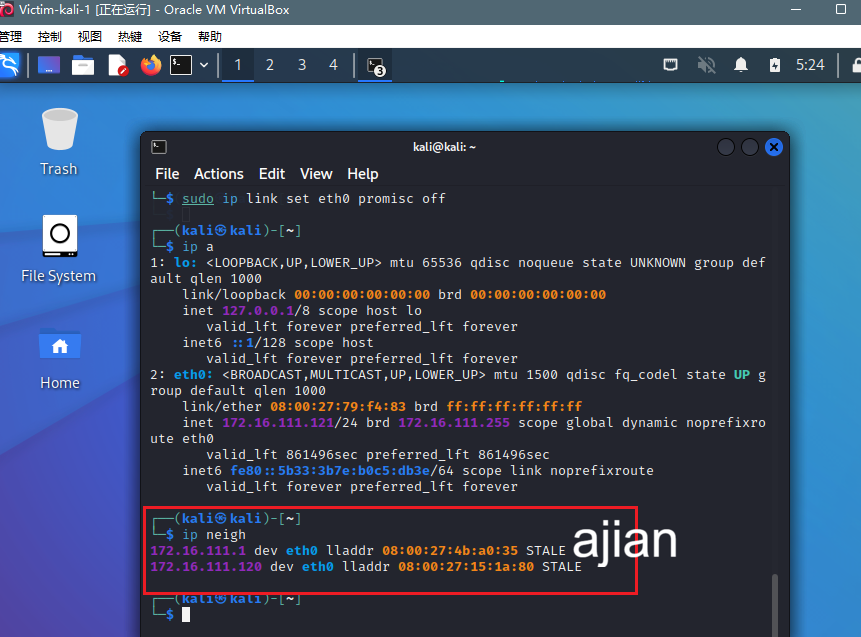 Victim-kali-1 [正在运行] - Oracle VM VirtualBox
管理 控制 视图 热键 设备 帮助
1 2 3 4 3 5:24
Trash
File System
Home
kali@kali: ~
File Actions Edit View Help
└─$ sudo ip link set eth0 promisc off
┌──(kali㉿kali)-[~]
└─$ ip a
1: lo: <LOOPBACK,UP,LOWER_UP> mtu 65536 qdisc noqueue state UNKNOWN group def
ault qlen 1000
link/loopback 00:00:00:00:00:00 brd 00:00:00:00:00:00
inet 127.0.0.1/8 scope host lo
valid_lft forever preferred_lft forever
inet6 ::1/128 scope host
valid_lft forever preferred_lft forever
2: eth0: <BROADCAST,MULTICAST,UP,LOWER_UP> mtu 1500 qdisc fq_codel state UP g
roup default qlen 1000
link/ether 08:00:27:79:f4:83 brd ff:ff:ff:ff:ff:ff
inet 172.16.111.121/24 brd 172.16.111.255 scope global dynamic noprefixro
ute eth0
valid_lft 861496sec preferred_lft 861496sec
inet6 fe80::5b33:3b7e:b0c5:db3e/64 scope link noprefixroute
valid_lft forever preferred_lft forever
┌──(kali㉿kali)-[~]
└─$ ip neigh
172.16.111.1 dev eth0 lladdr 08:00:27:4b:a0:35 STALE
172.16.111.120 dev eth0 lladdr 08:00:27:15:1a:80 STALE
ajian
┌──(kali㉿kali)-[~]
└─$